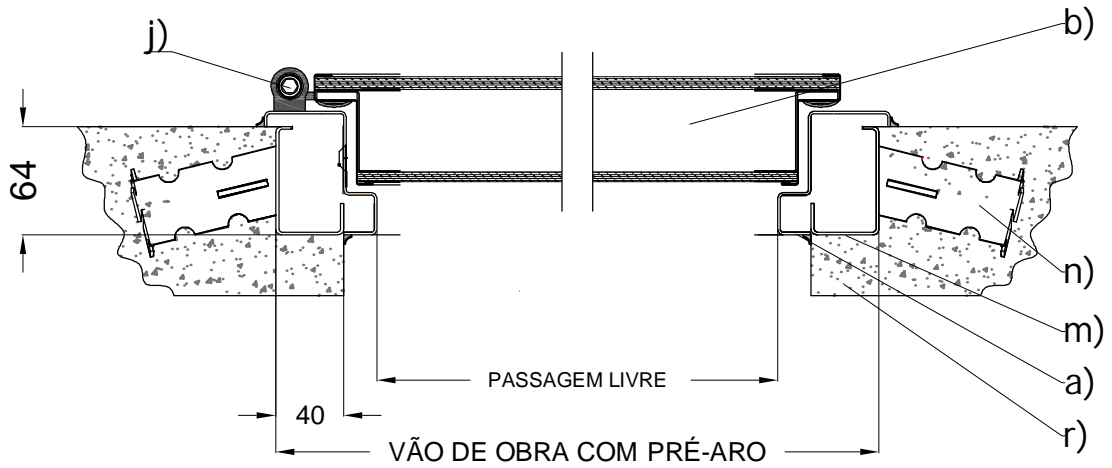 j)
b)
64
n)
m)
PASSAGEM LIVRE
a)
40
r)
VÃO DE OBRA COM PRÉ-ARO